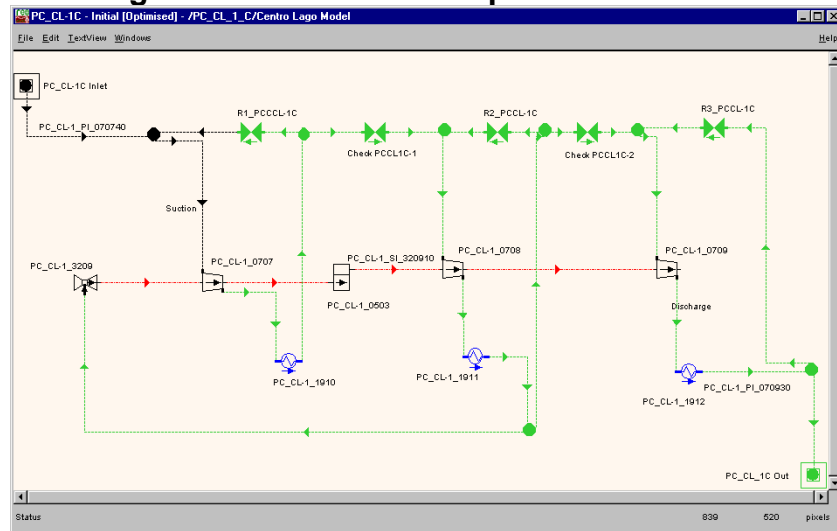 PC_CL-1C - Initial [Optimised] - /PC_CL_1_C/Centro Lago Model
File Edit TextView Windows Help
PC_CL-1C Inlet
R1_PCCCL-1C
R2_PCCL-1C
R3_PCCL-1C
PC_CL-1_PI_070740
Check PCCL1C-1
Check PCCL1C-2
Suction
PC_CL-1_3209
PC_CL-1_0707
PC_CL-1_SI_320910
PC_CL-1_0708
PC_CL-1_0709
PC_CL-1_0503
Discharge
PC_CL-1_1910
PC_CL-1_1911
PC_CL-1_1912
PC_CL-1_PI_070930
PC_CL_1C Out
Status 839 520 pixels